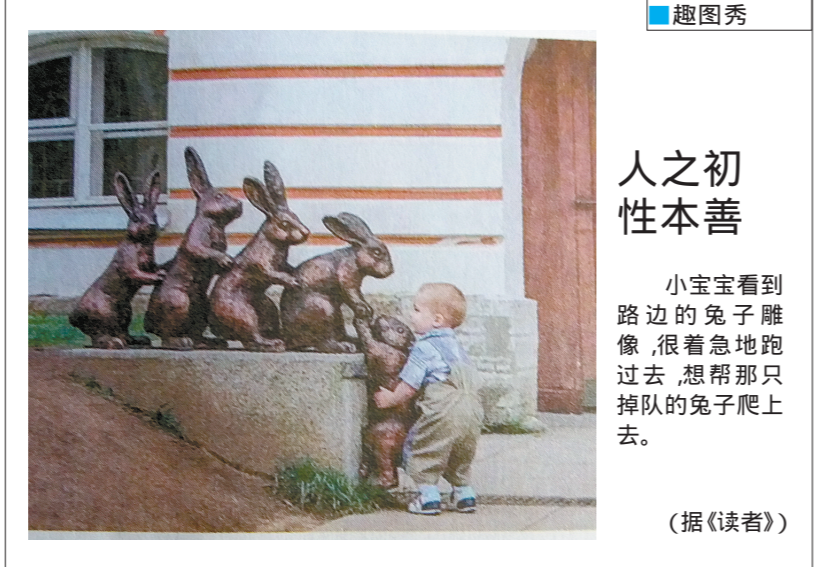 趣图秀
人之初
性本善
小宝宝看到
路边的兔子雕
像,很着急地跑
过去,想帮那只
掉队的兔子爬上
去。
(据《读者》)